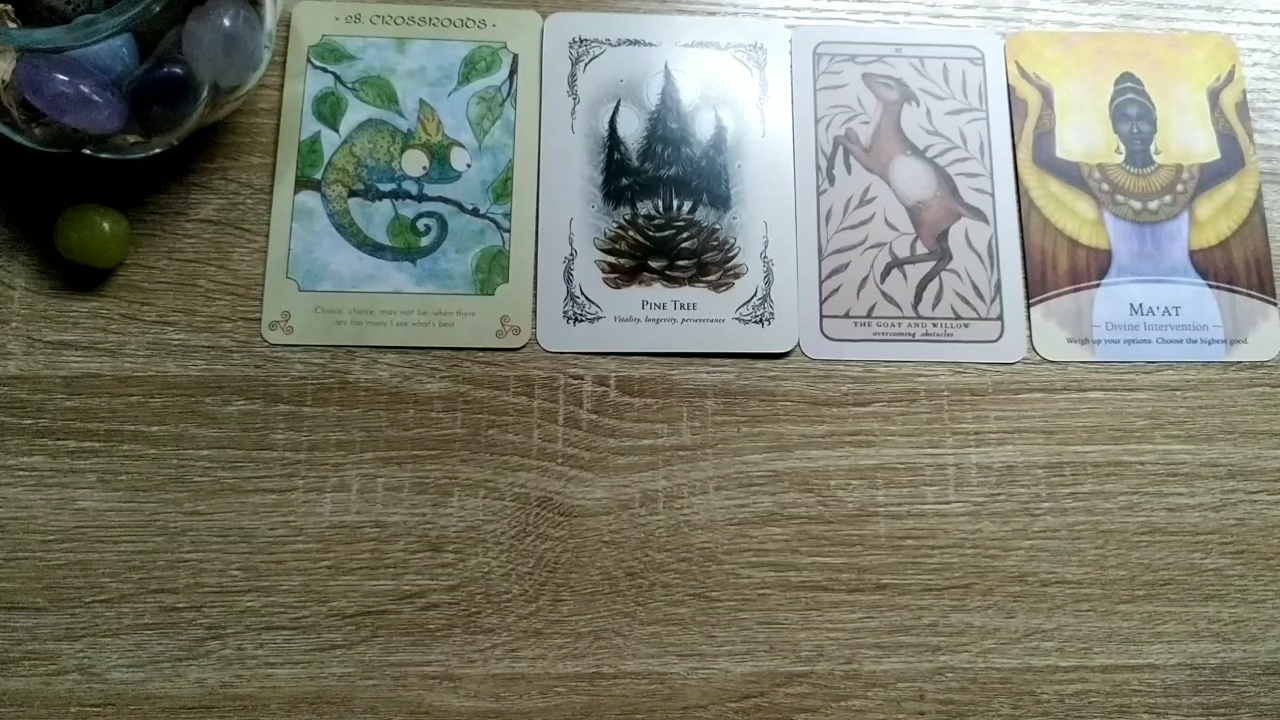 28. CROSSROADS
Choice, choice, may not be, when there
are too many I see what's best
PINE TREE
Vitality, longevity, perseverance
THE GOAT AND WILLOW
overcoming obstacles
MA'AT
~ Divine Intervention ~
Weigh up your options. Choose the highest good.